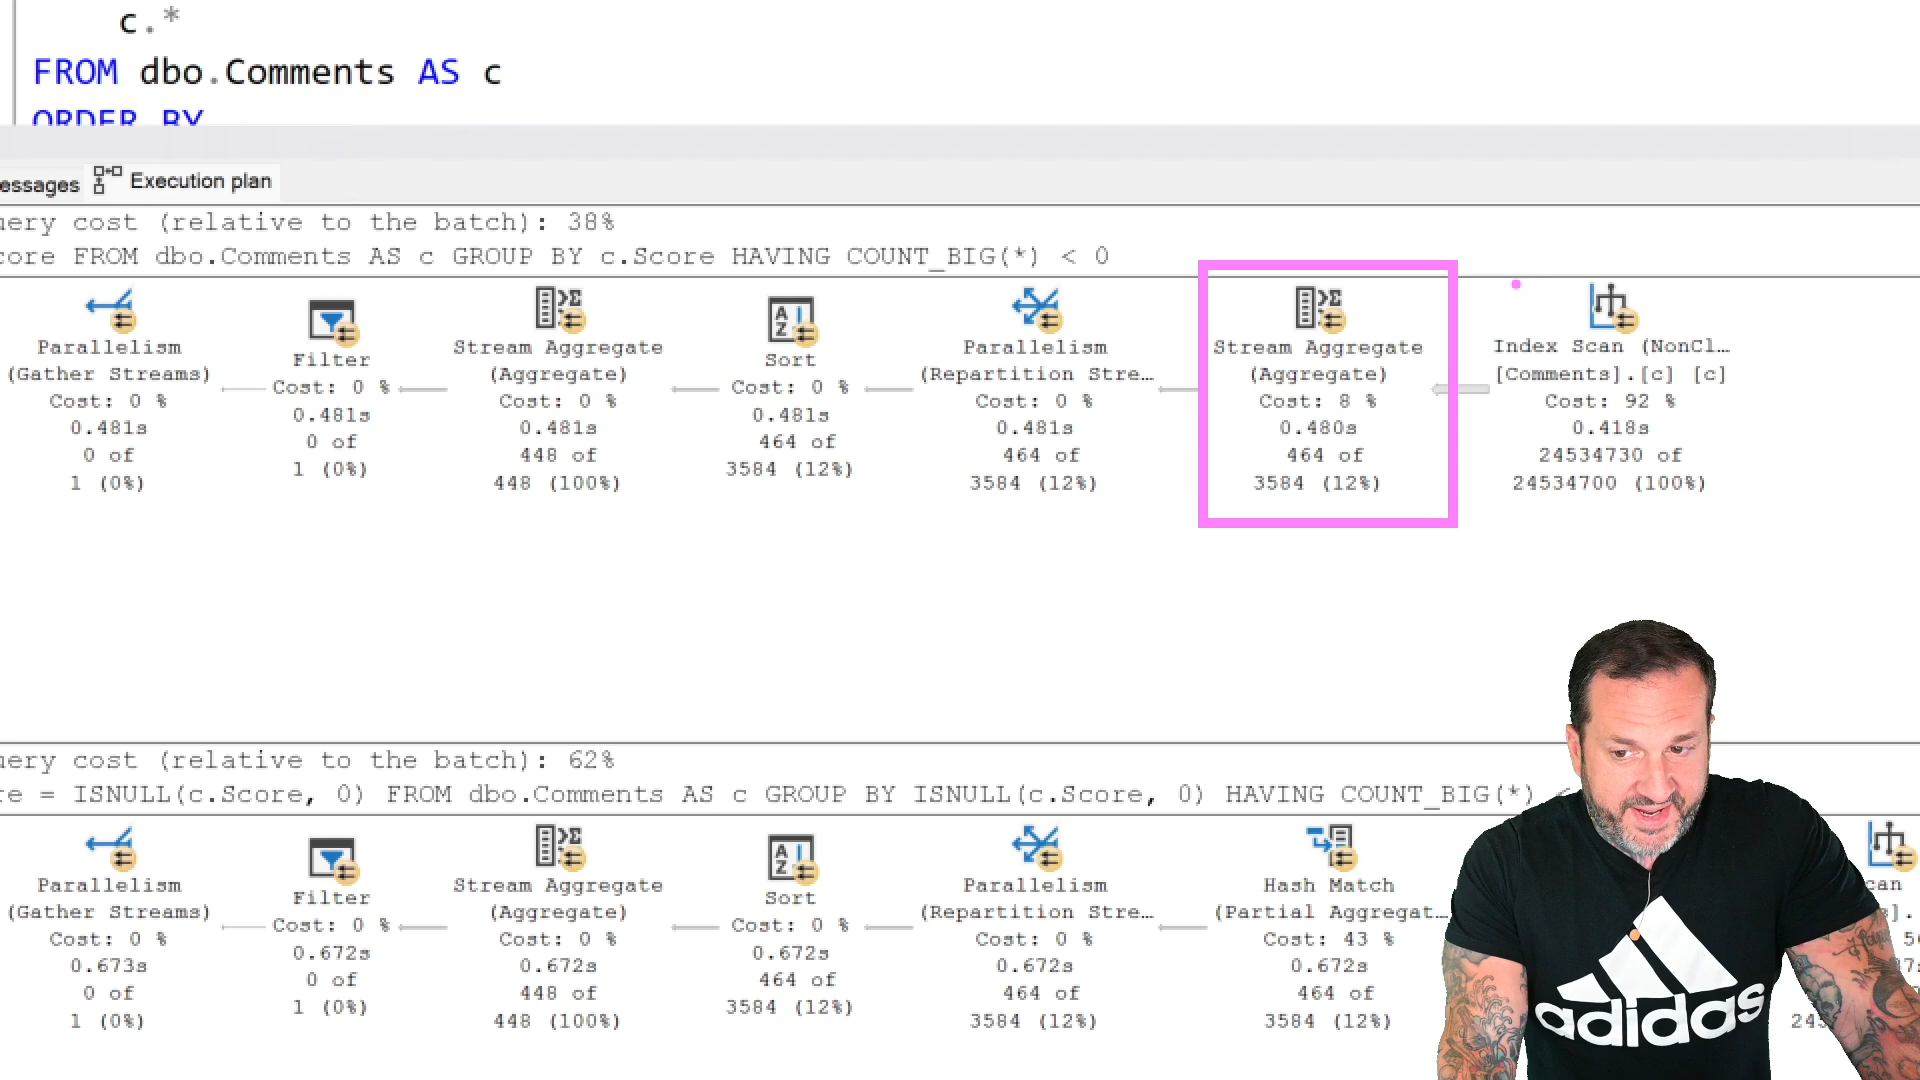 c.*
FROM dbo.Comments AS c
ORDER BY
essages Execution plan
uery cost (relative to the batch): 38%
core FROM dbo.Comments AS c GROUP BY c.Score HAVING COUNT_BIG(*) < 0
Parallelism
(Gather Streams)
Cost: 0 %
0.481s
0 of
1 (0%)
Filter
Cost: 0 %
0.481s
0 of
1 (0%)
Stream Aggregate
(Aggregate)
Cost: 0 %
0.481s
448 of
448 (100%)
Sort
Cost: 0 %
0.481s
464 of
3584 (12%)
Parallelism
(Repartition Stre…
Cost: 0 %
0.481s
464 of
3584 (12%)
Stream Aggregate
(Aggregate)
Cost: 8 %
0.480s
464 of
3584 (12%)
Index Scan (NonCl…
[Comments].[c] [c]
Cost: 92 %
0.418s
24534730 of
24534700 (100%)
uery cost (relative to the batch): 62%
re = ISNULL(c.Score, 0) FROM dbo.Comments AS c GROUP BY ISNULL(c.Score, 0) HAVING COUNT_BIG(*) <
Parallelism
(Gather Streams)
Cost: 0 %
0.673s
0 of
1 (0%)
Filter
Cost: 0 %
0.672s
0 of
1 (0%)
Stream Aggregate
(Aggregate)
Cost: 0 %
0.672s
448 of
448 (100%)
Sort
Cost: 0 %
0.672s
464 of
3584 (12%)
Parallelism
(Repartition Stre…
Cost: 0 %
0.672s
464 of
3584 (12%)
Hash Match
(Partial Aggregat…
Cost: 43 %
0.672s
464 of
3584 (12%)
can
adidas